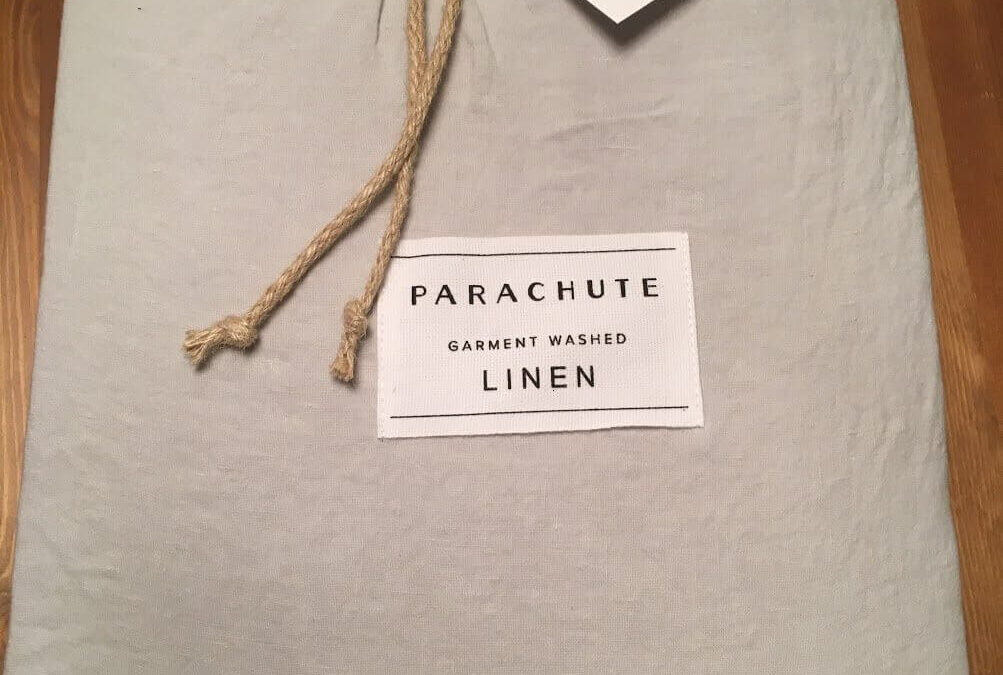 PARACHUTE
GARMENT WASHED
LINEN